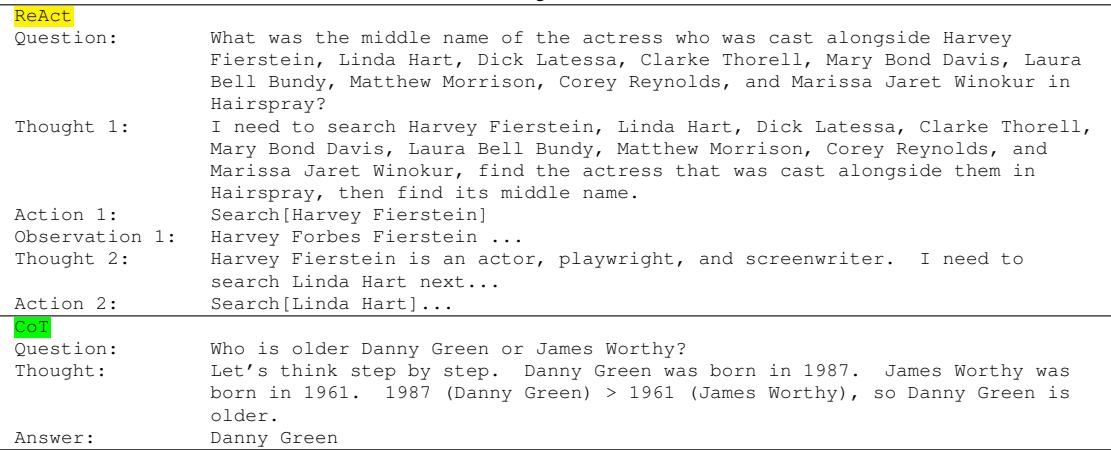 ReAct
Question: What was the middle name of the actress who was cast alongside Harvey
Fierstein, Linda Hart, Dick Latessa, Clarke Thorell, Mary Bond Davis, Laura
Bell Bundy, Matthew Morrison, Corey Reynolds, and Marissa Jaret Winokur in
Hairspray?
Thought 1: I need to search Harvey Fierstein, Linda Hart, Dick Latessa, Clarke Thorell,
Mary Bond Davis, Laura Bell Bundy, Matthew Morrison, Corey Reynolds, and
Marissa Jaret Winokur, find the actress that was cast alongside them in
Hairspray, then find its middle name.
Action 1: Search[Harvey Fierstein]
Observation 1: Harvey Forbes Fierstein ...
Thought 2: Harvey Fierstein is an actor, playwright, and screenwriter. I need to
search Linda Hart next...
Action 2: Search[Linda Hart]...
CoT
Question: Who is older Danny Green or James Worthy?
Thought: Let's think step by step. Danny Green was born in 1987. James Worthy was
born in 1961. 1987 (Danny Green) > 1961 (James Worthy), so Danny Green is
older.
Answer: Danny Green